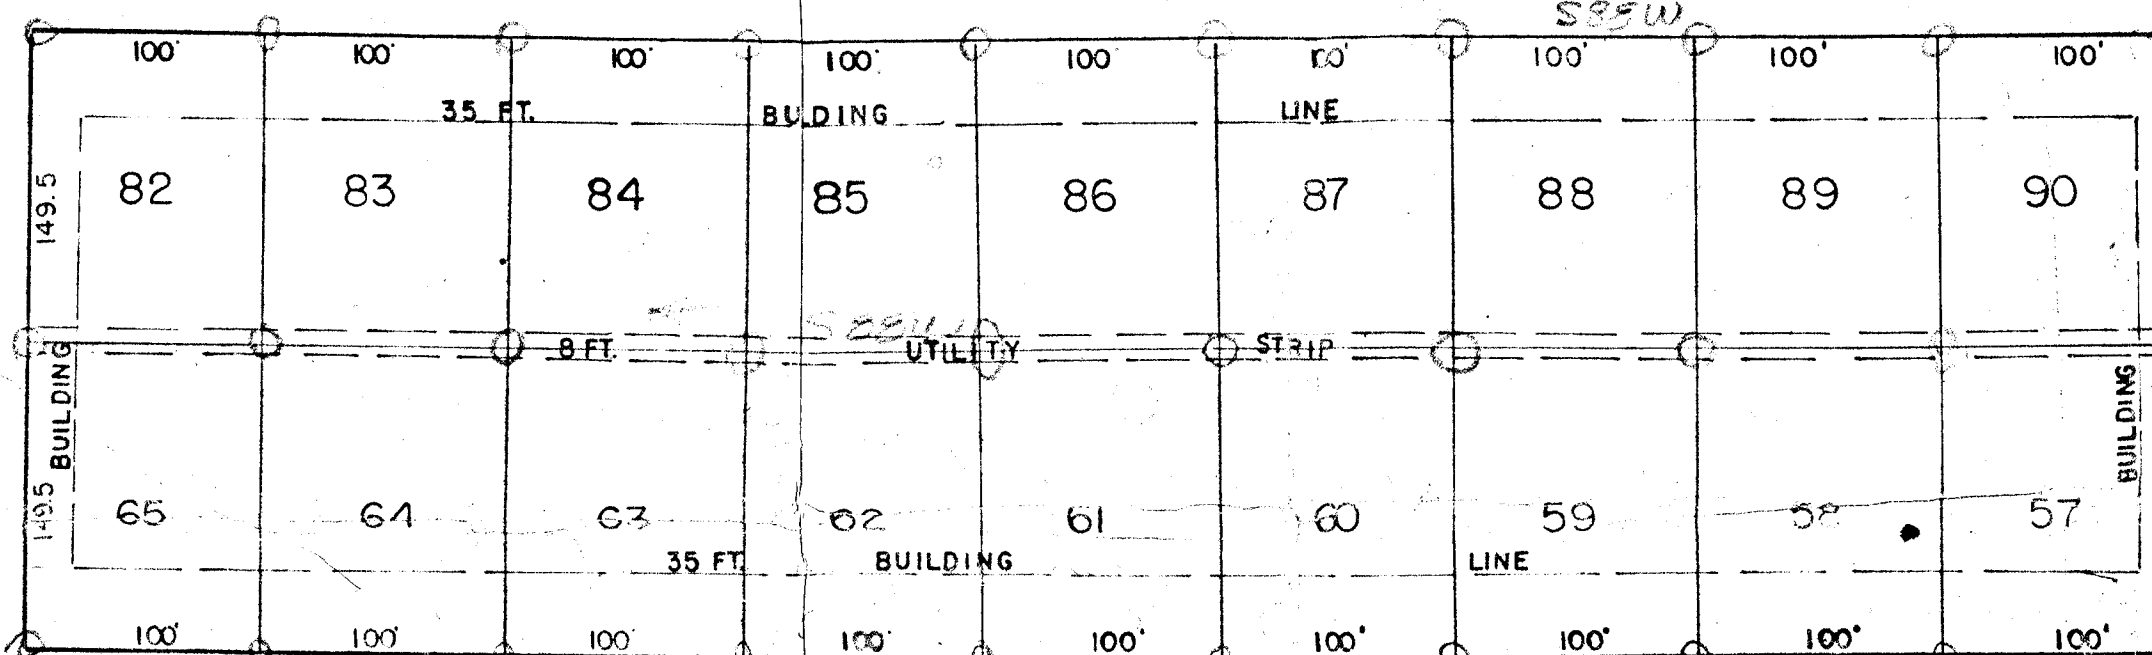 S85W
100' 100' 100' 100' 100' 100' 100' 100' 100'
35 FT. BULDING LINE
82 83 84 85 86 87 88 89 90
149.5
8 FT. UTILITY STRIP
BUILDING
BUILDING
149.5
65 64 63 62 61 60 59 58 57
35 FT. BUILDING LINE
100' 100' 100' 100' 100' 100' 100' 100' 100'